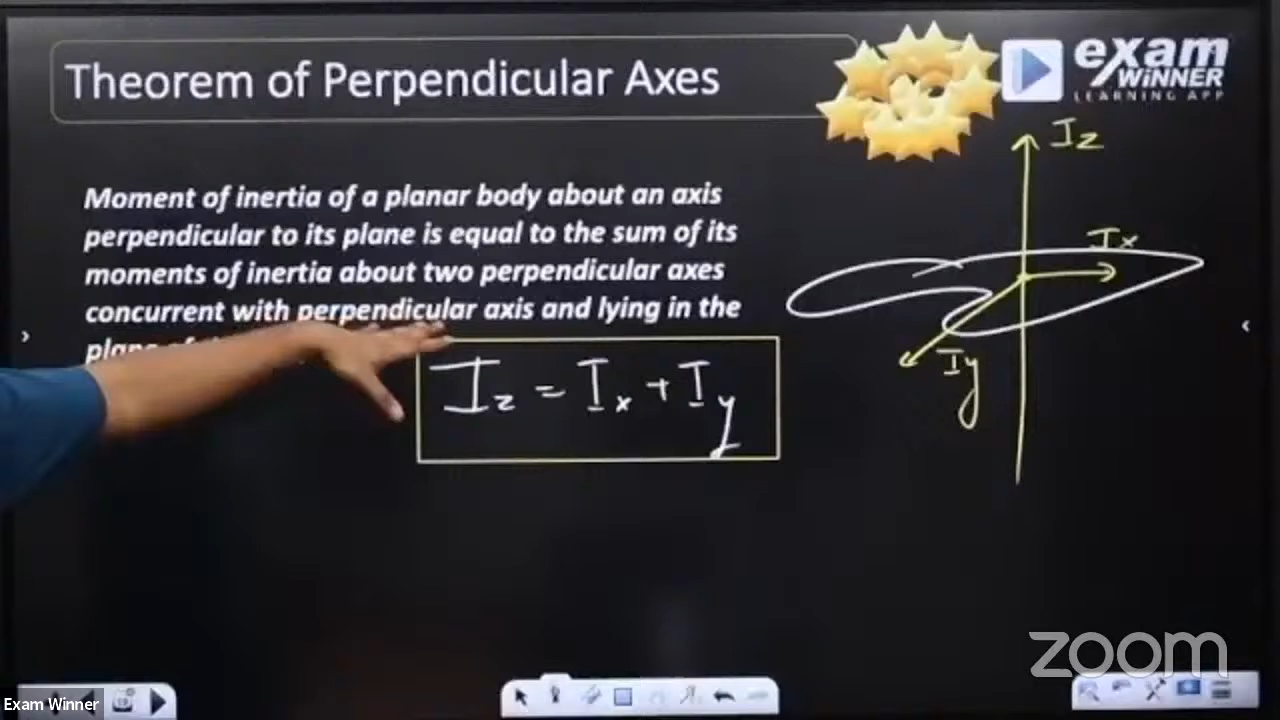 Theorem of Perpendicular Axes
exam
WiNNER
LEARNING APP
Moment of inertia of a planar body about an axis
perpendicular to its plane is equal to the sum of its
moments of inertia about two perpendicular axes
concurrent with perpendicular axis and lying in the
Iz = Ix + Iy
Iz
Ix
Iy
zoom
Exam Winner